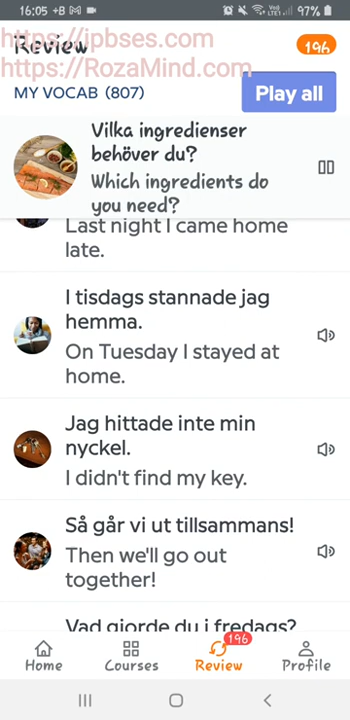 16:05 +B
97%
https://jpbses.com
Review
196
https://RozaMind.com
MY VOCAB (807)
Play all
Vilka ingredienser
behöver du?
Which ingredients do
you need?
Last night I came home
late.
I tisdags stannade jag
hemma.
On Tuesday I stayed at
home.
Jag hittade inte min
nyckel.
I didn't find my key.
Så går vi ut tillsammans!
Then we'll go out
together!
Vad gjorde du i fredags?
196
Home
Courses
Review
Profile